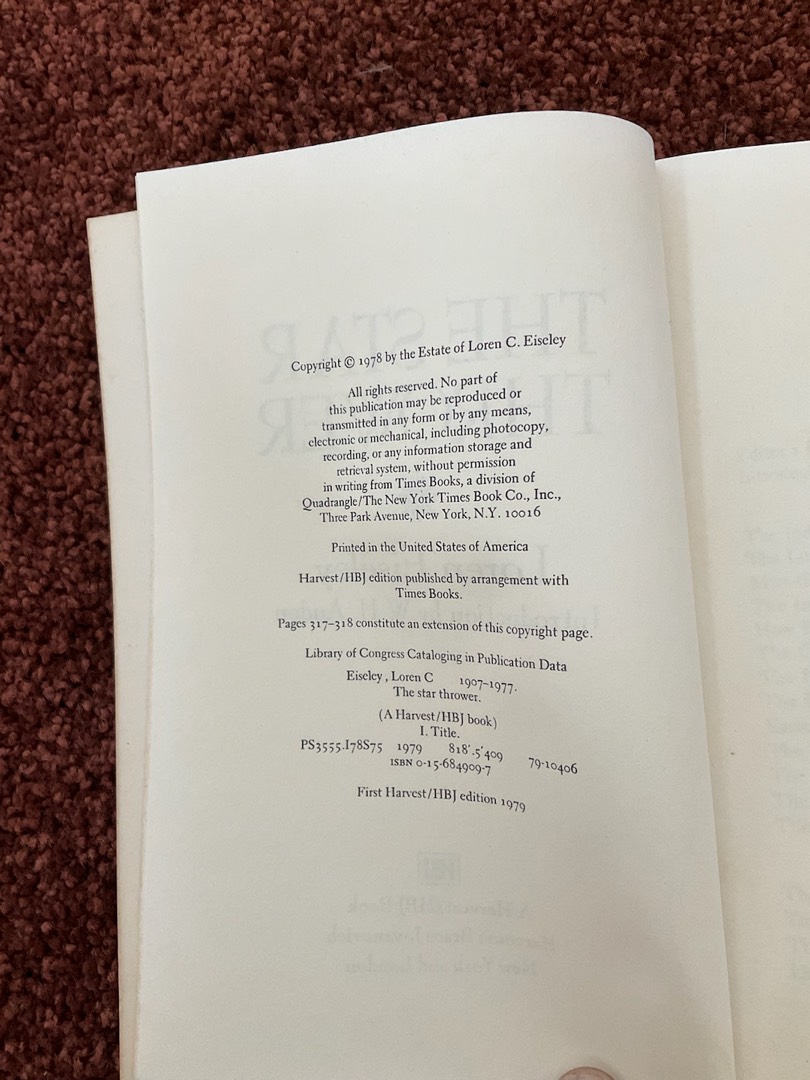 Copyright © 1978 by the Estate of Loren C. Eiseley
All rights reserved. No part of
this publication may be reproduced or
transmitted in any form or by any means,
electronic or mechanical, including photocopy,
recording, or any information storage and
retrieval system, without permission
in writing from Times Books, a division of
Quadrangle/The New York Times Book Co., Inc.,
Three Park Avenue, New York, N.Y. 10016
Printed in the United States of America
Harvest/HBJ edition published by arrangement with
Times Books.
Pages 317–318 constitute an extension of this copyright page.
Library of Congress Cataloging in Publication Data
Eiseley, Loren C 1907–1977.
The star thrower.
(A Harvest/HBJ book)
I. Title.
PS3555.I78S75 1979 818'.5'409 79-10406
ISBN 0-15-684909-7
First Harvest/HBJ edition 1979